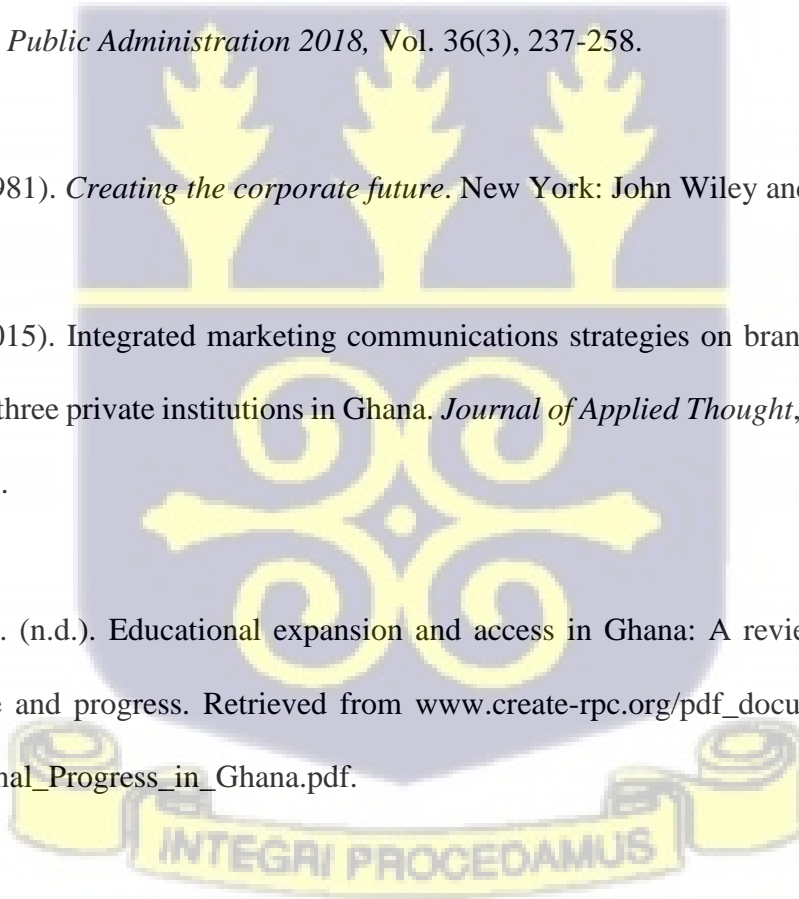 Public Administration 2018, Vol. 36(3), 237-258.
981). Creating the corporate future. New York: John Wiley and
015). Integrated marketing communications strategies on bran
three private institutions in Ghana. Journal of Applied Thought,
.
. (n.d.). Educational expansion and access in Ghana: A revie
e and progress. Retrieved from www.create-rpc.org/pdf_docu
nal_Progress_in_Ghana.pdf.
INTEGRI PROCEDAMUS